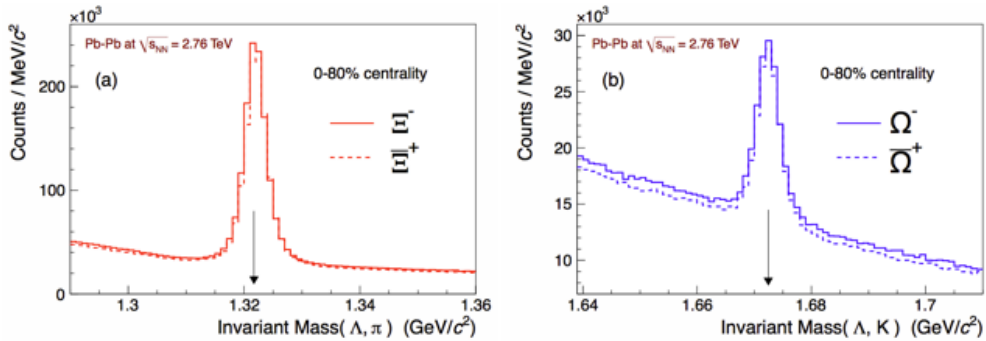 ×10³
Pb-Pb at √s_NN = 2.76 TeV
(a)
0-80% centrality
Ξ⁻
Ξ̅⁺
Counts / MeV/c²
200
100
0
1.3
1.32
1.34
1.36
Invariant Mass( Λ, π ) (GeV/c²)
×10³
Pb-Pb at √s_NN = 2.76 TeV
(b)
0-80% centrality
Ω⁻
Ω̅⁺
Counts / MeV/c²
30
25
20
15
10
1.64
1.66
1.68
1.7
Invariant Mass( Λ, K ) (GeV/c²)